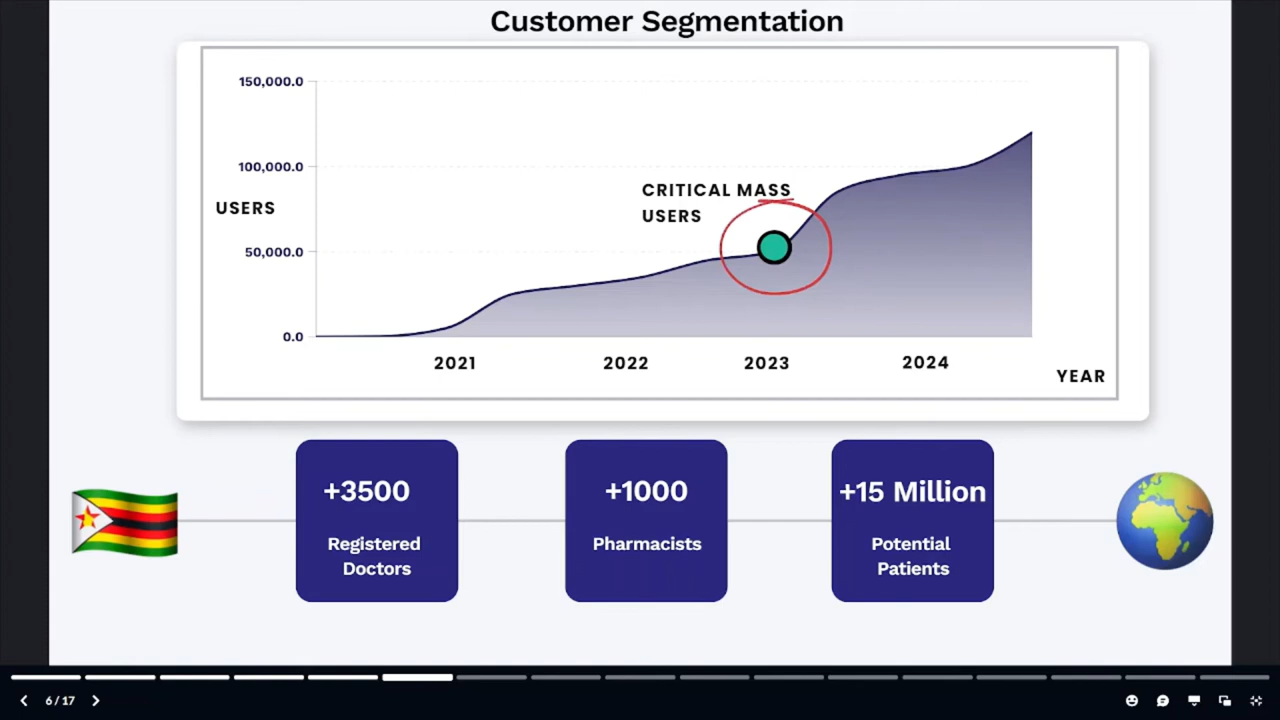 Customer Segmentation
150,000.0
100,000.0
CRITICAL MASS
USERS
USERS
50,000.0
0.0
2021
2022
2023
2024
YEAR
+3500
Registered
Doctors
+1000
Pharmacists
+15 Million
Potential
Patients
6 / 17